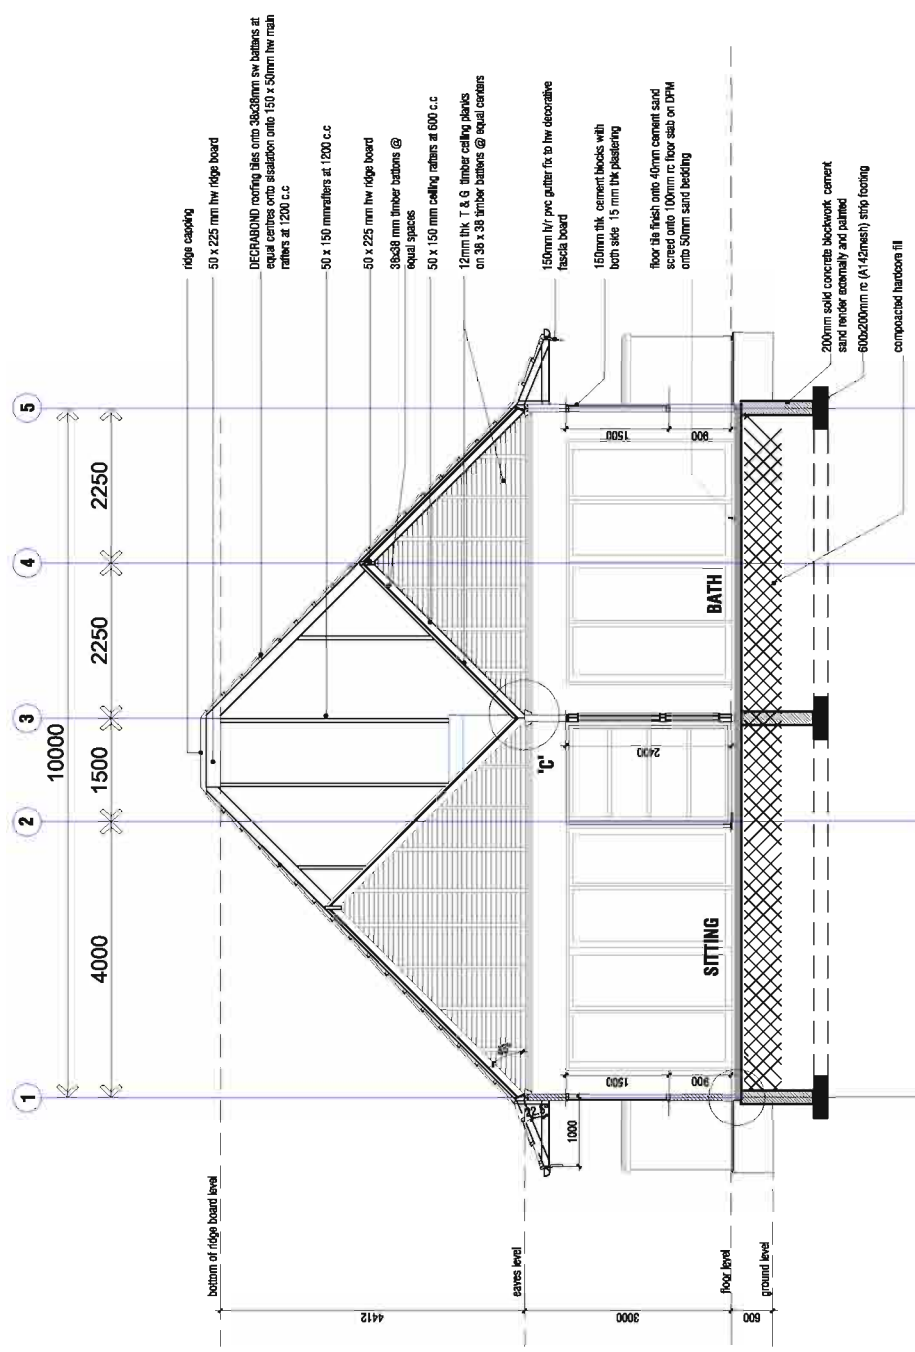 1
2
3
4
5
10000
4000
1500
2250
2250
ridge capping
50 x 225 mm hw ridge board
DECRABOND roofing tiles onto 38x38mm sw battens at
equal centres onto sisalation onto 150 x 50mm hw main
rafters at 1200 c.c
50 x 150 mmrafters at 1200 c.c
50 x 225 mm hw ridge board
38x38 mm timber battons @
equal spaces
50 x 150 mm ceiling rafters at 600 c.c
12mm thk T & G timber ceiling planks
on 38 x 38 timber battens @ equal centers
150mm h/r pvc gutter fix to hw decorative
fascia board
150mm thk cement blocks with
both side 15 mm thk plastering
floor tile finish onto 40mm cement sand
screed onto 100mm rc floor slab on DPM
onto 50mm sand bedding
200mm solid concrete blockwork cement
sand render externally and painted
600x200mm rc (A142mesh) strip footing
compoacted hardcore fill
bottom of ridge board level
eaves level
floor level
ground level
4412
3000
600
22.5°
1000
1500
900
2400
1500
900
'C'
SITTING
BATH